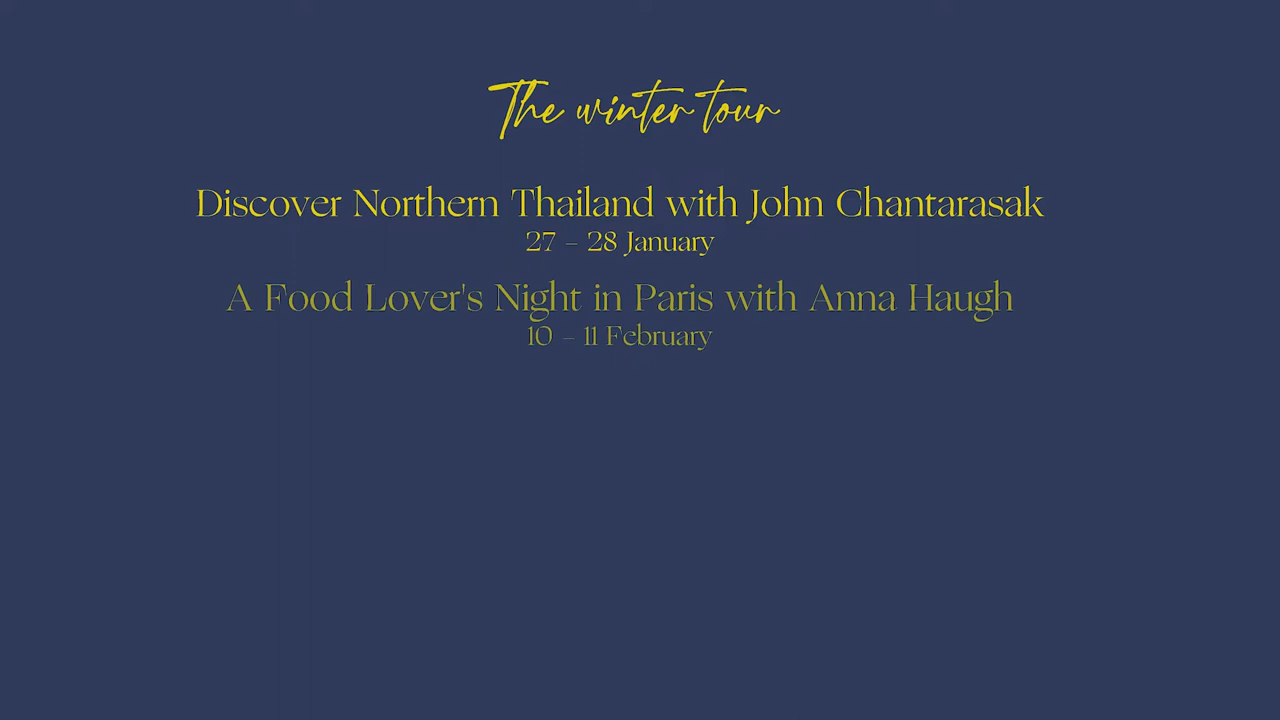 The winter tour
Discover Northern Thailand with John Chantarasak
27 – 28 January
A Food Lover's Night in Paris with Anna Haugh
10 – 11 February